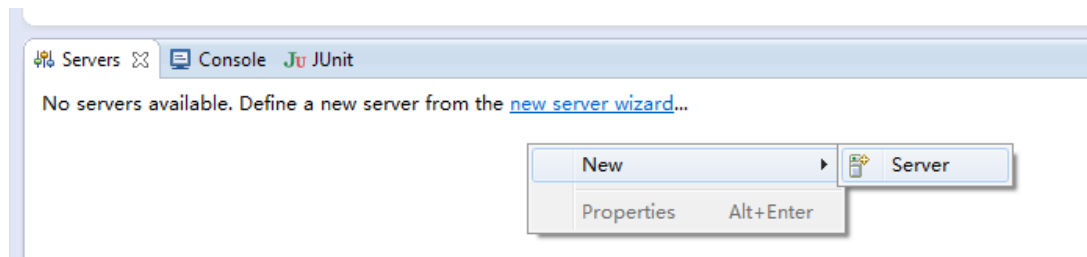 Servers Console Ju JUnit
No servers available. Define a new server from the new server wizard...
New Server
Properties Alt+Enter